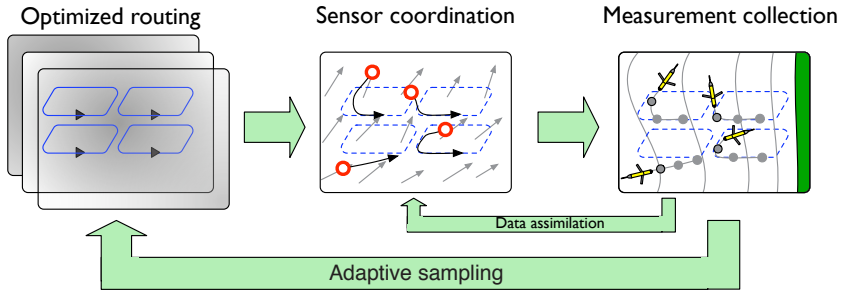 Optimized routing
Sensor coordination
Measurement collection
Data assimilation
Adaptive sampling